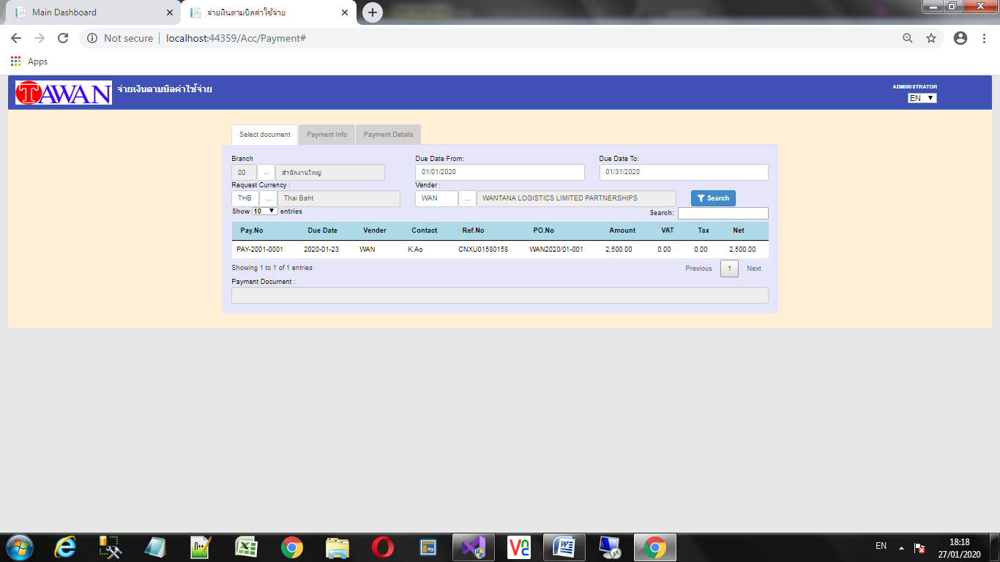 Main Dashboard
จ่ายเงินตามบิลค่าใช้จ่าย
Not secure
localhost:44359/Acc/Payment#
Apps
TAWAN
จ่ายเงินตามบิลค่าใช้จ่าย
ADMINISTRATOR
EN
Select document Payment Info Payment Details
Branch Due Date From: Due Date To:
00 ... สำนักงานใหญ่ 01/01/2020 01/31/2020
Request Currency : Vender :
THB ... Thai Baht WAN ... WANTANA LOGISTICS LIMITED PARTNERSHIPS Search
Show 10 entries Search:
Pay.No Due Date Vender Contact Ref.No PO.No Amount VAT Tax Net
PAY-2001-0001 2020-01-23 WAN K.Ao CNXU01580158 WAN2020/01-001 2,500.00 0.00 0.00 2,500.00
Showing 1 to 1 of 1 entries Previous 1 Next
Payment Document :
EN 18:18
27/01/2020